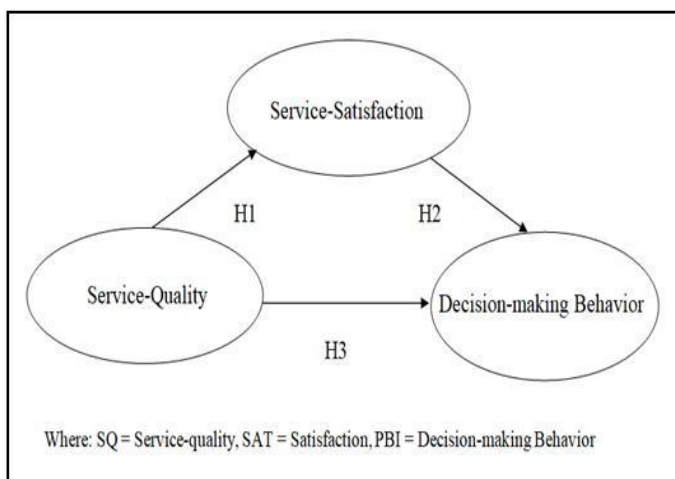 Service-Satisfaction
H1
H2
Service-Quality
Decision-making Behavior
H3
Where: SQ = Service-quality, SAT = Satisfaction, PBI = Decision-making Behavior